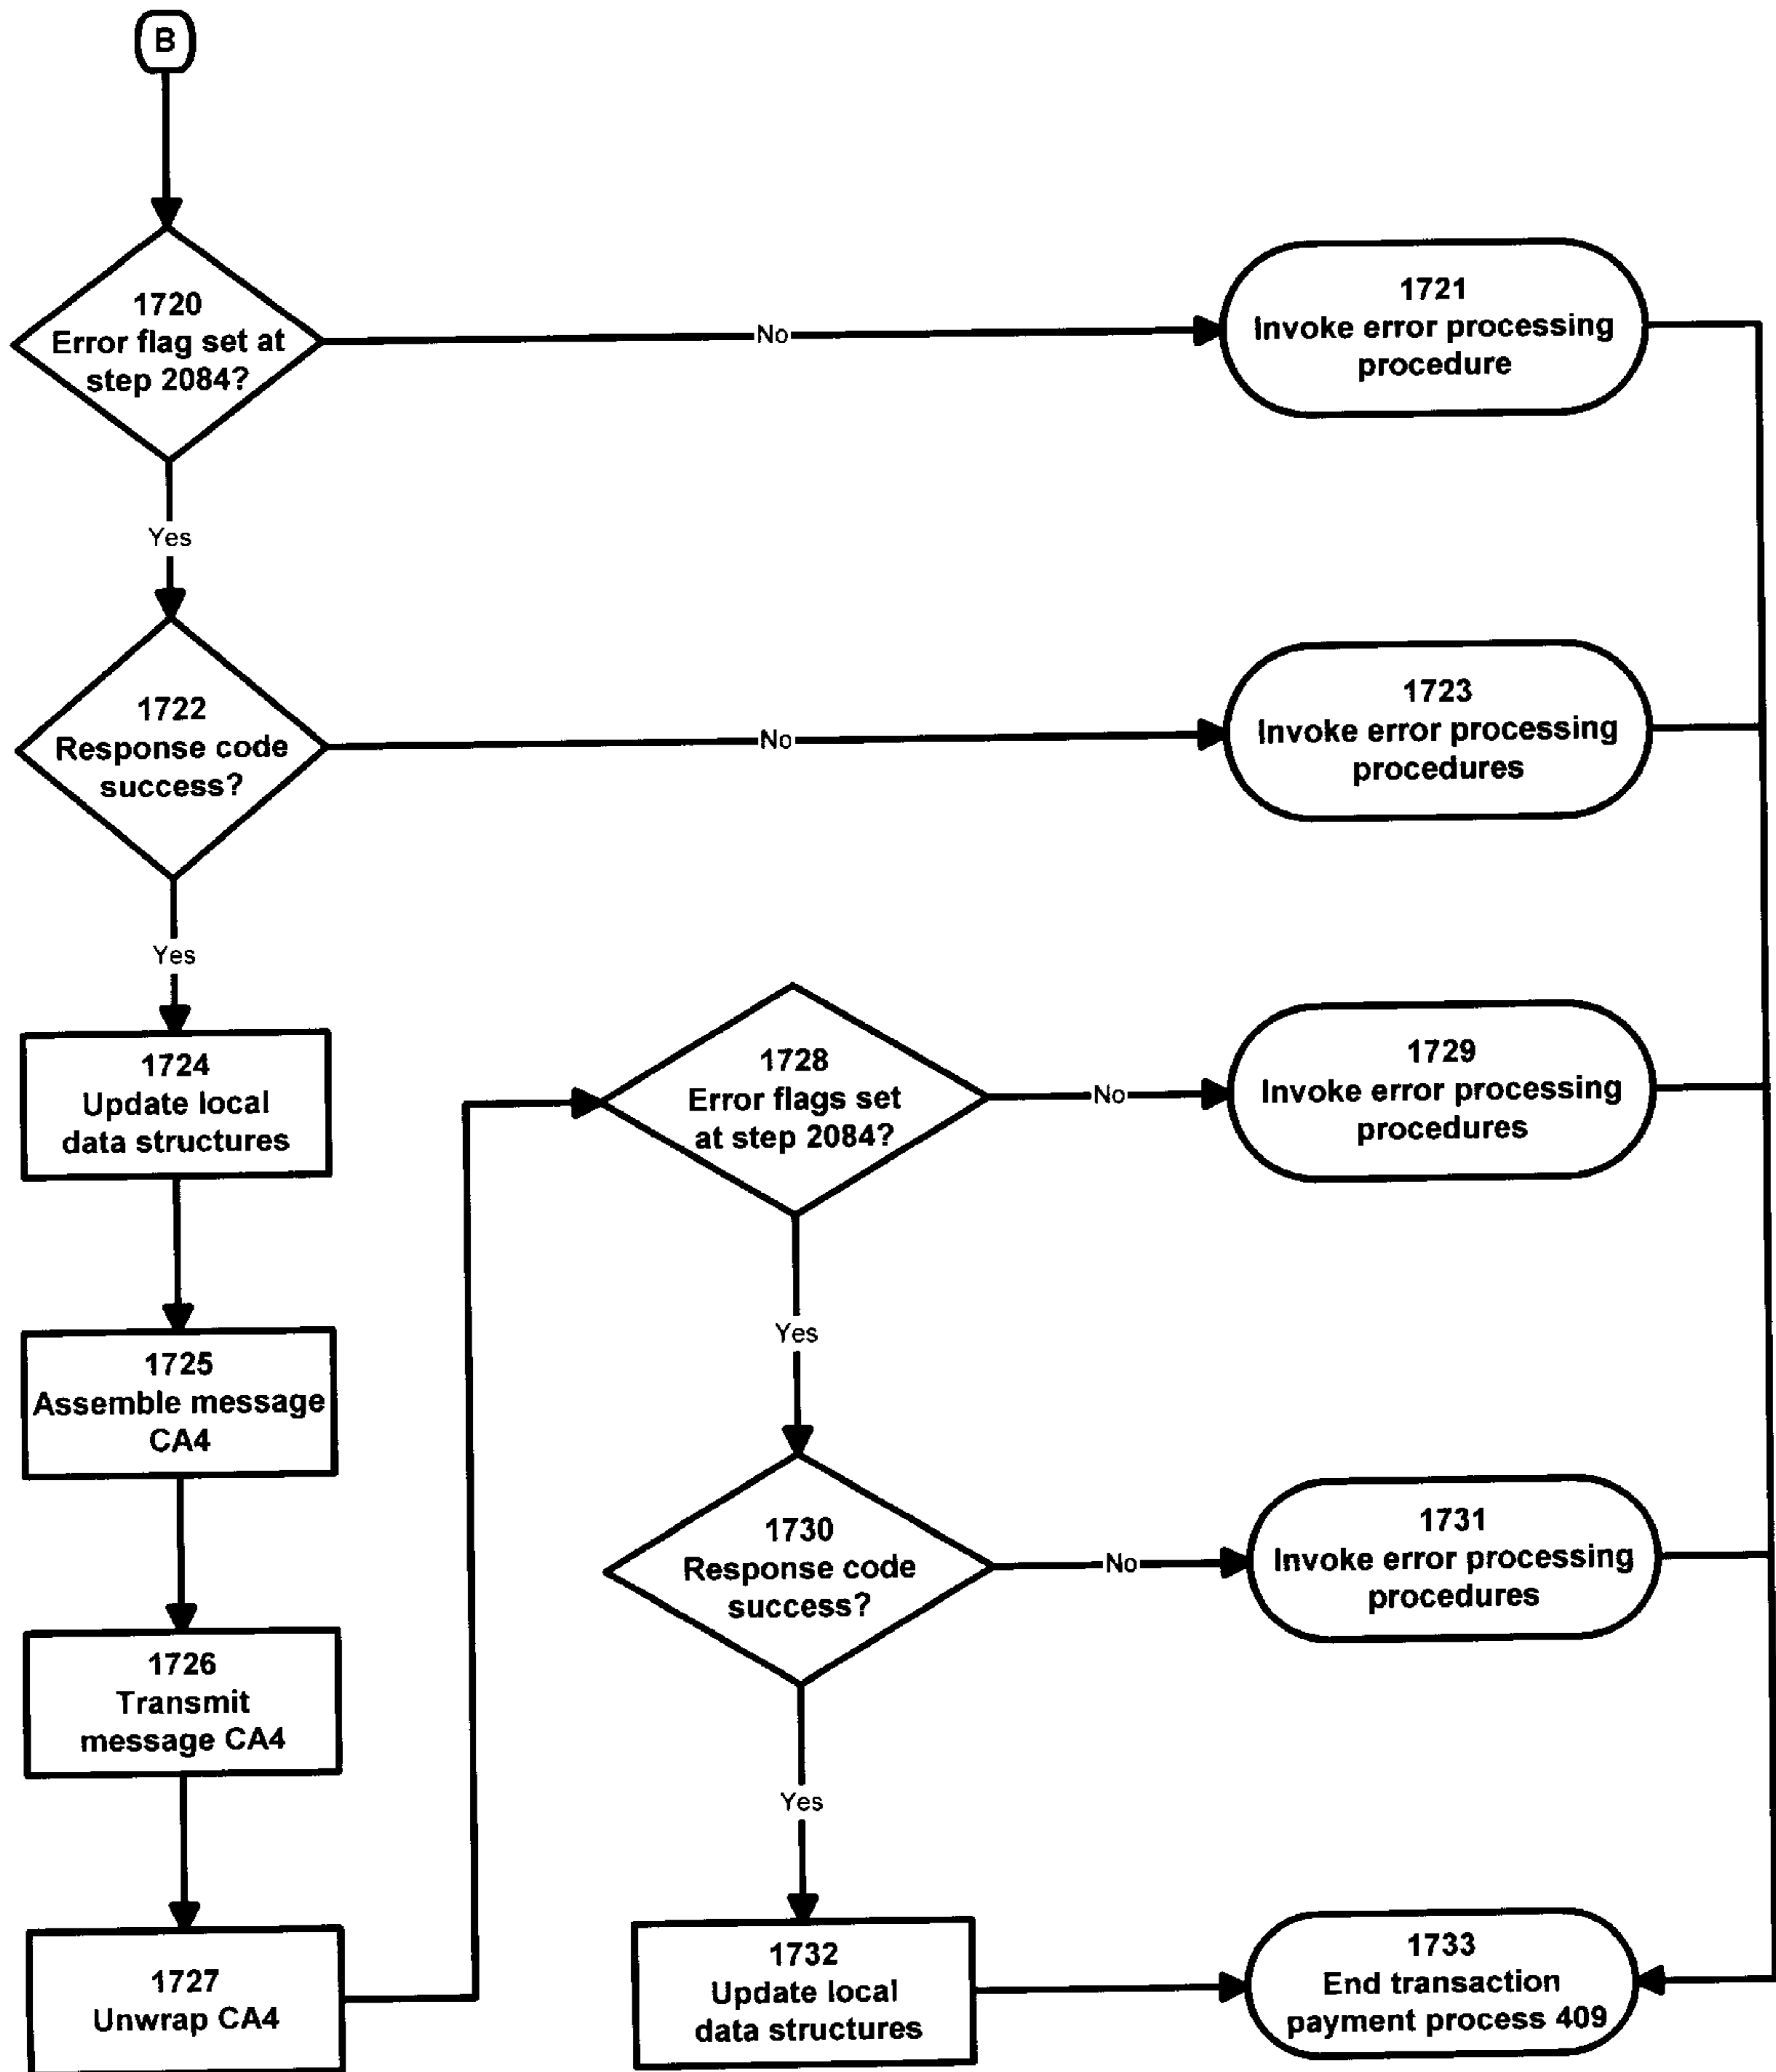 B
1720
Error flag set at
step 2084?
No
1721
Invoke error processing
procedure
Yes
1722
Response code
success?
No
1723
Invoke error processing
procedures
Yes
1724
Update local
data structures
1725
Assemble message
CA4
1726
Transmit
message CA4
1727
Unwrap CA4
1728
Error flags set
at step 2084?
No
1729
Invoke error processing
procedures
Yes
1730
Response code
success?
No
1731
Invoke error processing
procedures
Yes
1732
Update local
data structures
1733
End transaction
payment process 409